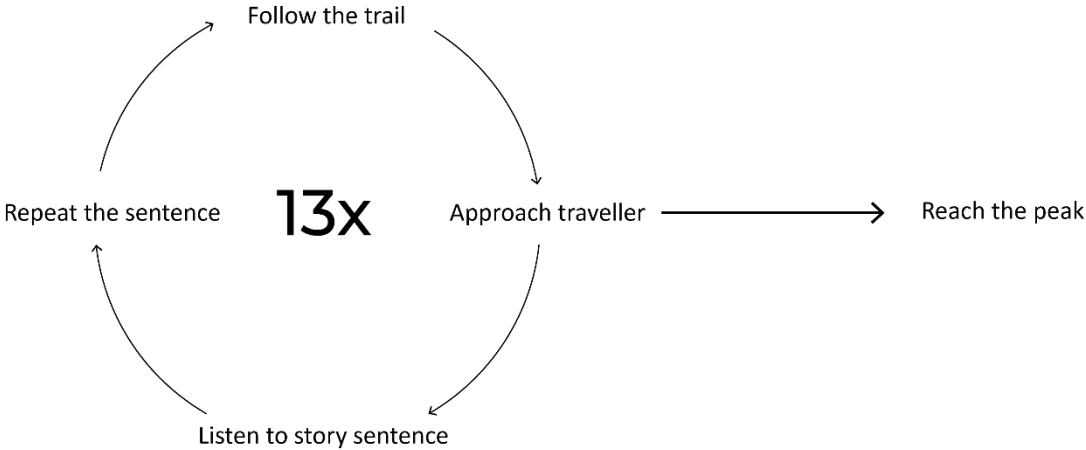 Follow the trail
Repeat the sentence
13x
Approach traveller
Reach the peak
Listen to story sentence